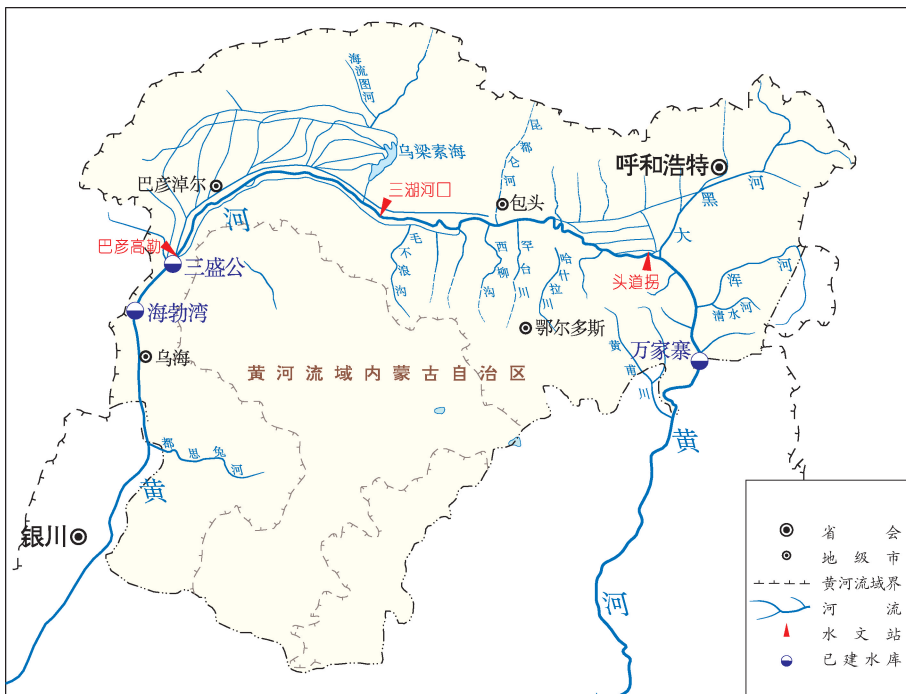 海流图河
乌梁素海
昆都仑河
呼和浩特
巴彦淖尔
三湖河口
包头
大黑河
河
巴彦高勒
三盛公
毛不浪沟
西柳沟
罕台川
哈什拉川
头道拐
浑河
清水河
海勃湾
鄂尔多斯
万家寨
乌海
黄河流域内蒙古自治区
黄甫川
都思兔河
黄
黄
银川
河
省会
地级市
黄河流域界
河流
水文站
已建水库